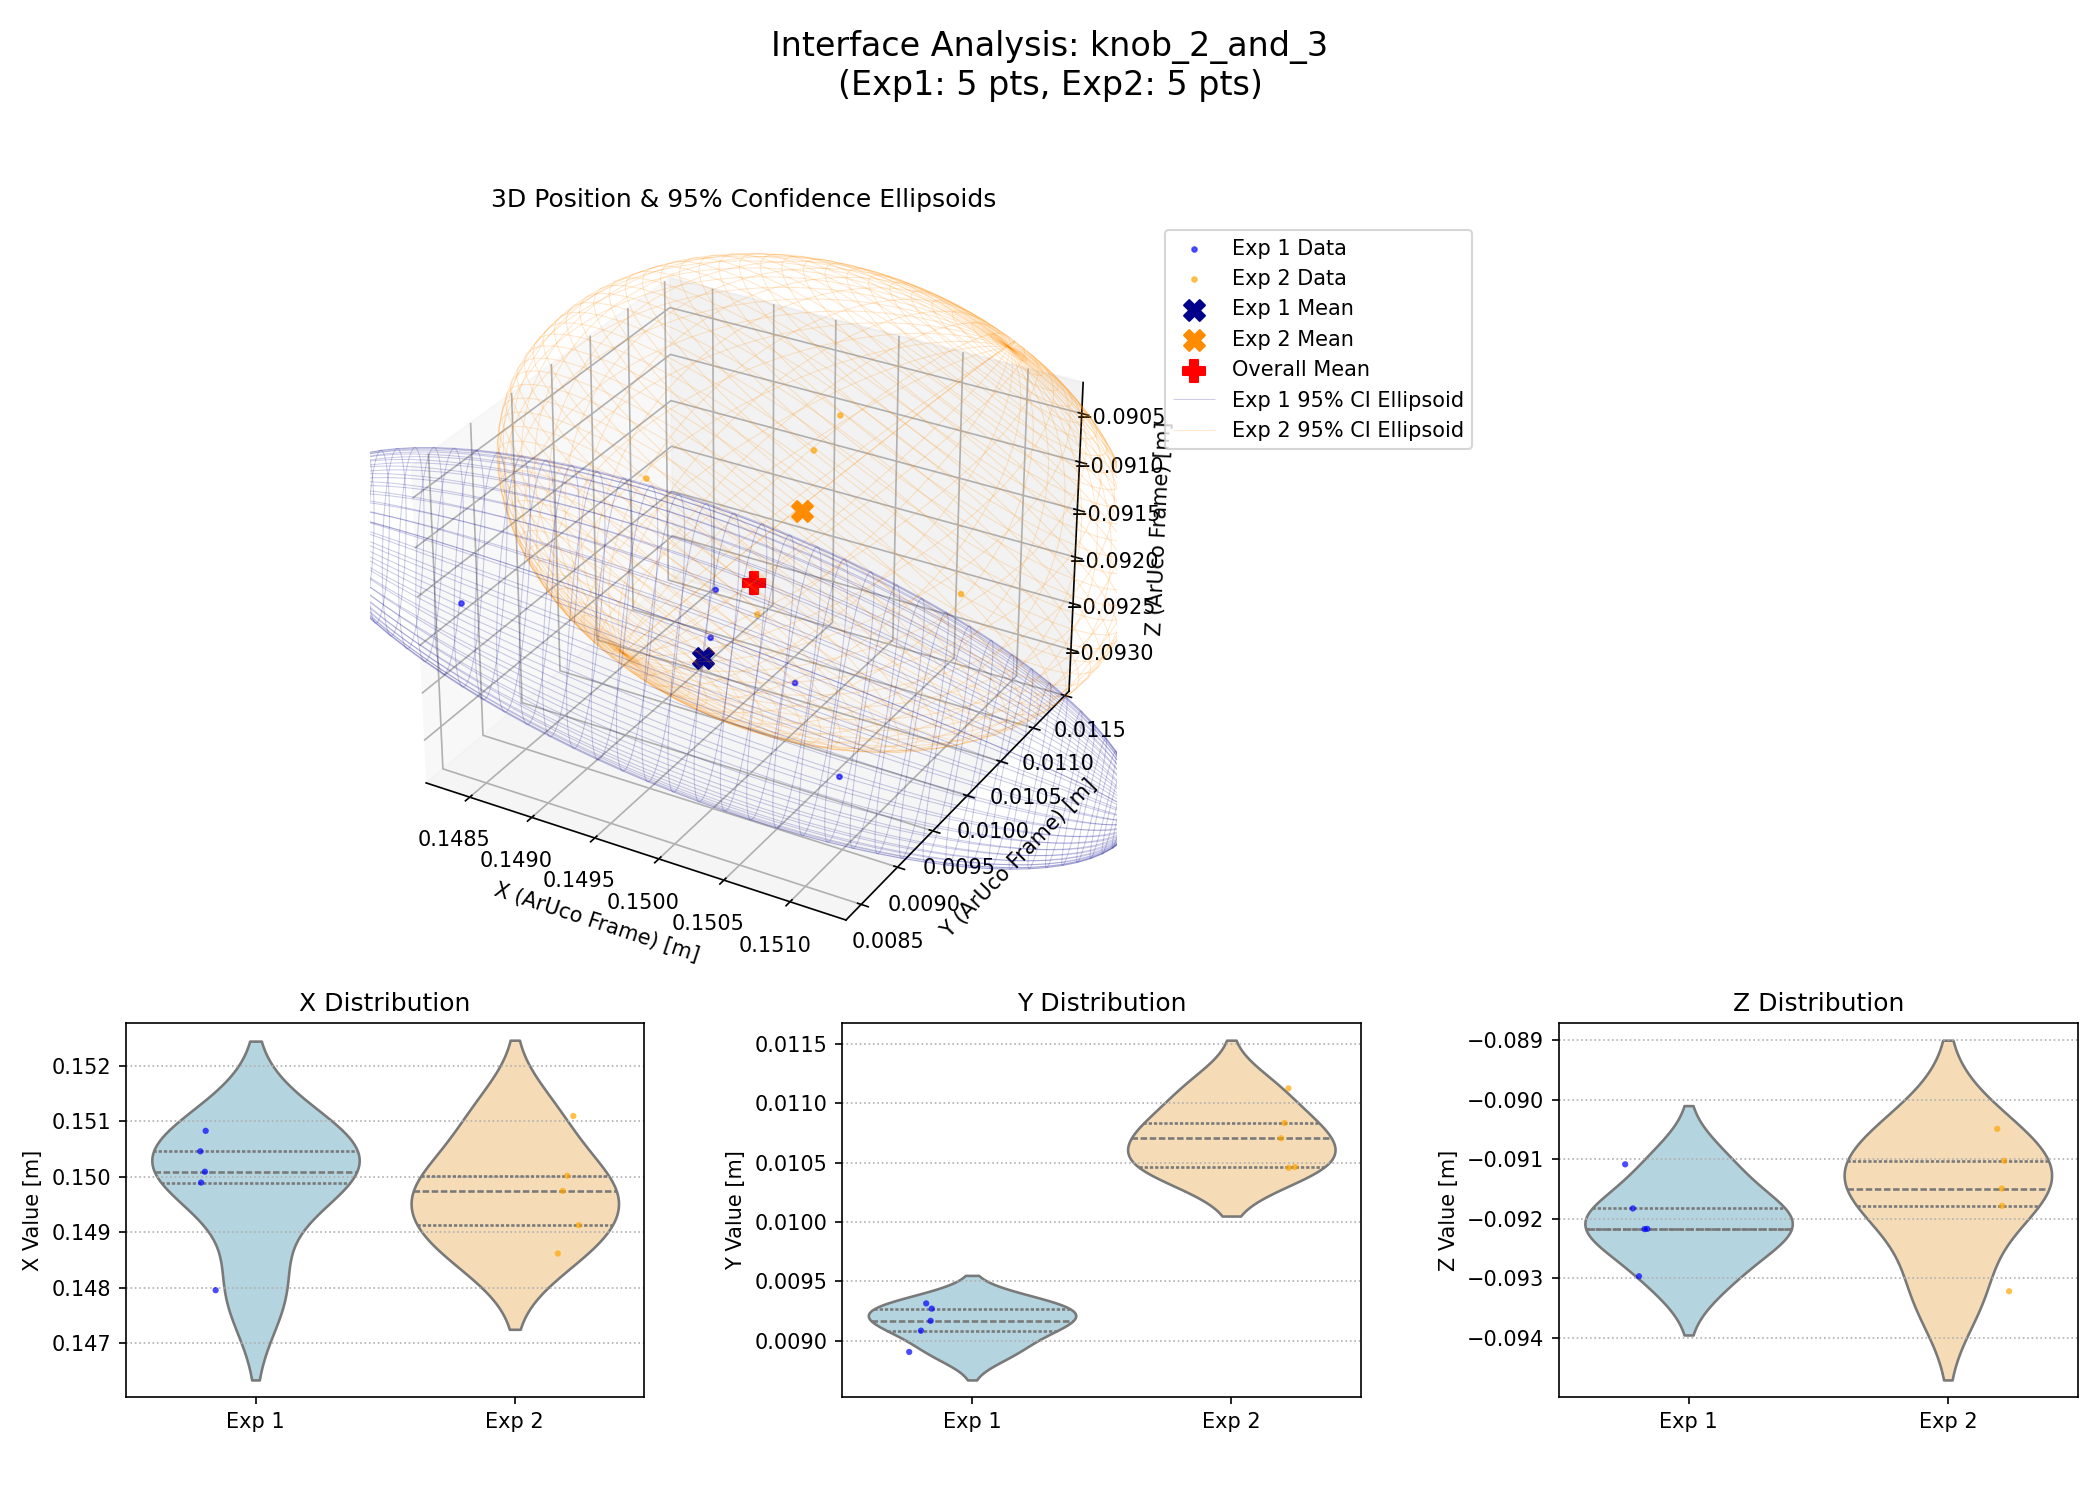 Interface Analysis: knob_2_and_3
(Exp1: 5 pts, Exp2: 5 pts)
3D Position & 95% Confidence Ellipsoids
Exp 1 Data
Exp 2 Data
Exp 1 Mean
Exp 2 Mean
Overall Mean
Exp 1 95% CI Ellipsoid
Exp 2 95% CI Ellipsoid
−0.0905
−0.0910
−0.0915
−0.0920
−0.0925
−0.0930
Z (ArUco Frame) [m]
0.0115
0.0110
0.0105
0.0100
0.0095
0.0090
0.0085
Y (ArUco Frame) [m]
0.1485
0.1490
0.1495
0.1500
0.1505
0.1510
X (ArUco Frame) [m]
X Distribution
X Value [m]
0.152
0.151
0.150
0.149
0.148
0.147
Exp 1
Exp 2
Y Distribution
Y Value [m]
0.0115
0.0110
0.0105
0.0100
0.0095
0.0090
Exp 1
Exp 2
Z Distribution
Z Value [m]
−0.089
−0.090
−0.091
−0.092
−0.093
−0.094
Exp 1
Exp 2